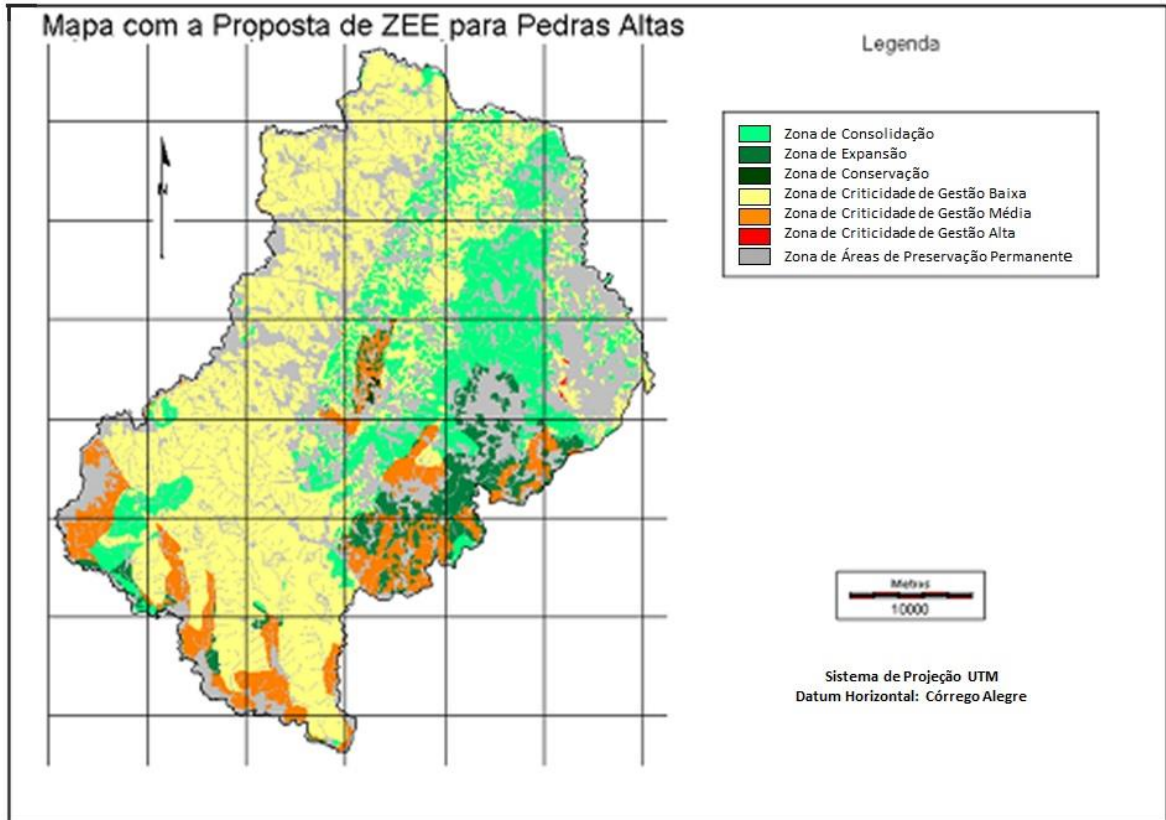 Mapa com a Proposta de ZEE para Pedras Altas
Legenda
Zona de Consolidação
Zona de Expansão
Zona de Conservação
Zona de Criticidade de Gestão Baixa
Zona de Criticidade de Gestão Média
Zona de Criticidade de Gestão Alta
Zona de Áreas de Preservação Permanente
N
Metros
10000
Sistema de Projeção UTM
Datum Horizontal: Córrego Alegre